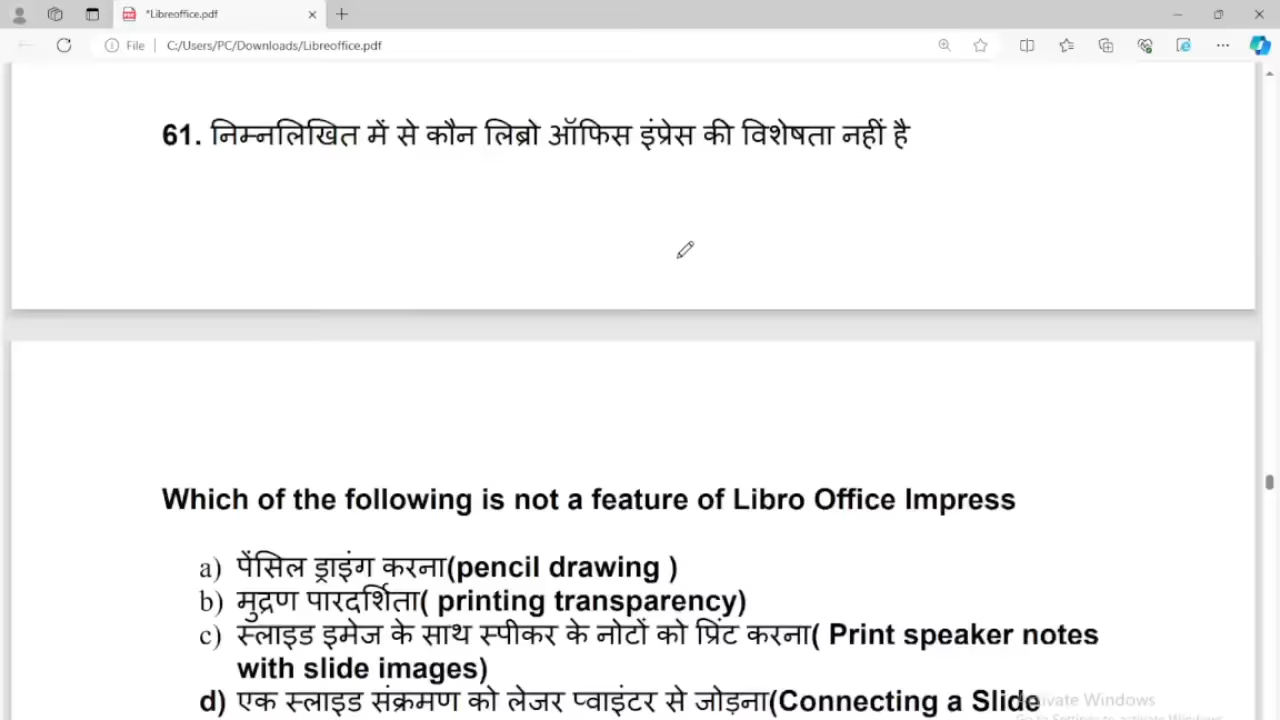 *Libreoffice.pdf
File C:/Users/PC/Downloads/Libreoffice.pdf
61. निम्नलिखित में से कौन लिब्रो ऑफिस इंप्रेस की विशेषता नहीं है
Which of the following is not a feature of Libro Office Impress
a) पेंसिल ड्राइंग करना(pencil drawing )
b) मुद्रण पारदर्शिता( printing transparency)
c) स्लाइड इमेज के साथ स्पीकर के नोटों को प्रिंट करना( Print speaker notes
with slide images)
d) एक स्लाइड संक्रमण को लेजर प्वाइंटर से जोड़ना(Connecting a Slide
Activate Windows